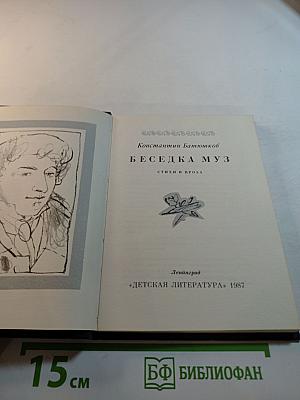 Константин Батюшков
БЕСЕДКА МУЗ
СТИХИ И ПРОЗА
Ленинград
«ДЕТСКАЯ ЛИТЕРАТУРА» 1987
15 см
БФ БИБЛИОФАН